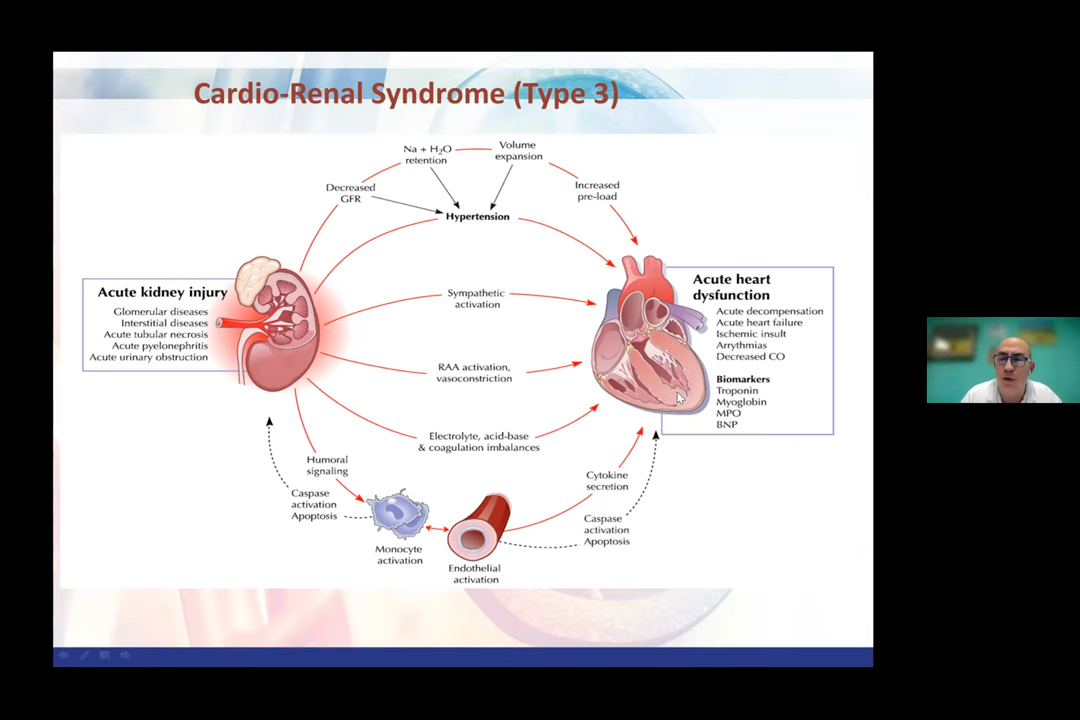 Cardio-Renal Syndrome (Type 3)
Na + H₂O
retention
Volume
expansion
Decreased
GFR
Increased
pre-load
Hypertension
Acute kidney injury
Glomerular diseases
Interstitial diseases
Acute tubular necrosis
Acute pyelonephritis
Acute urinary obstruction
Sympathetic
activation
RAA activation,
vasoconstriction
Electrolyte, acid-base
& coagulation imbalances
Acute heart
dysfunction
Acute decompensation
Acute heart failure
Ischemic insult
Arrythmias
Decreased CO
Biomarkers
Troponin
Myoglobin
MPO
BNP
Humoral
signaling
Caspase
activation
Apoptosis
Monocyte
activation
Endothelial
activation
Cytokine
secretion
Caspase
activation
Apoptosis